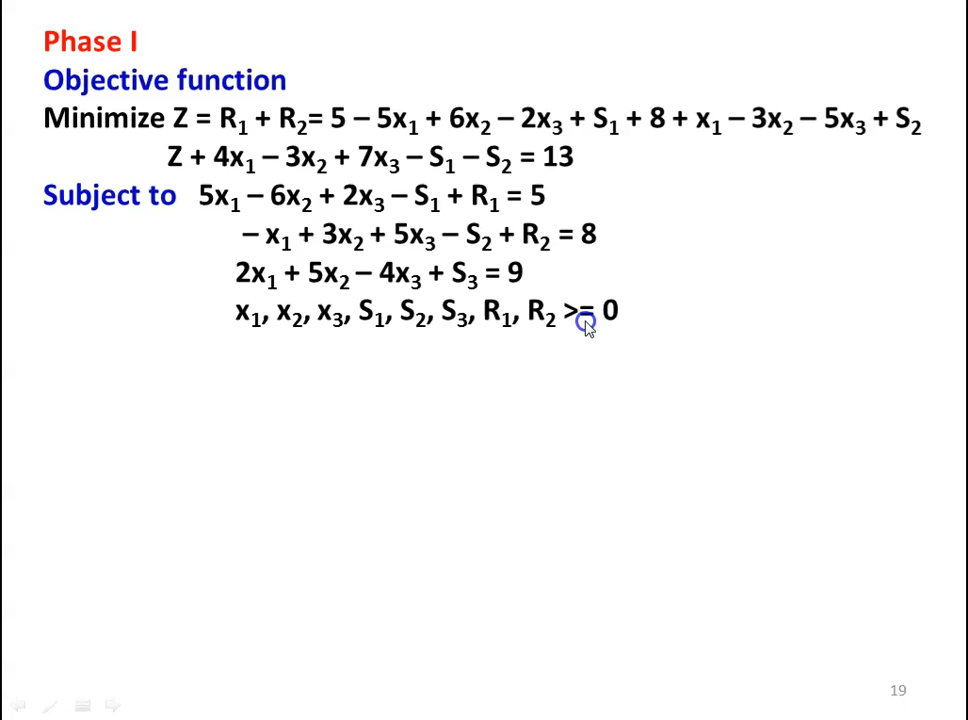 Phase I
Objective function
Minimize Z = R₁ + R₂= 5 – 5x₁ + 6x₂ – 2x₃ + S₁ + 8 + x₁ – 3x₂ – 5x₃ + S₂
Z + 4x₁ – 3x₂ + 7x₃ – S₁ – S₂ = 13
Subject to 5x₁ – 6x₂ + 2x₃ – S₁ + R₁ = 5
– x₁ + 3x₂ + 5x₃ – S₂ + R₂ = 8
2x₁ + 5x₂ – 4x₃ + S₃ = 9
x₁, x₂, x₃, S₁, S₂, S₃, R₁, R₂ >= 0
19